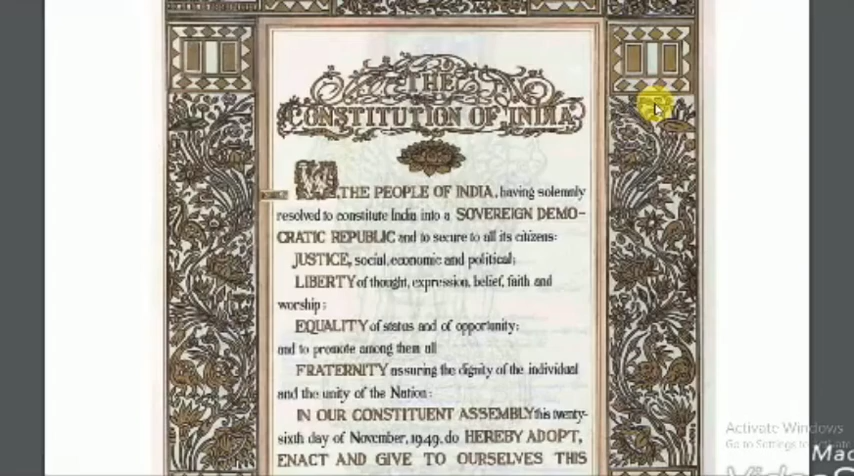 THE
CONSTITUTION OF INDIA
WE, THE PEOPLE OF INDIA, having solemnly
resolved to constitute India into a SOVEREIGN DEMO-
CRATIC REPUBLIC and to secure to all its citizens:
JUSTICE, social, economic and political;
LIBERTY of thought, expression, belief, faith and
worship;
EQUALITY of status and of opportunity;
and to promote among them all
FRATERNITY assuring the dignity of the individual
and the unity of the Nation;
IN OUR CONSTITUENT ASSEMBLY this twenty-
sixth day of November, 1949, do HEREBY ADOPT,
ENACT AND GIVE TO OURSELVES THIS
Activate Windows
Go to Settings to activate